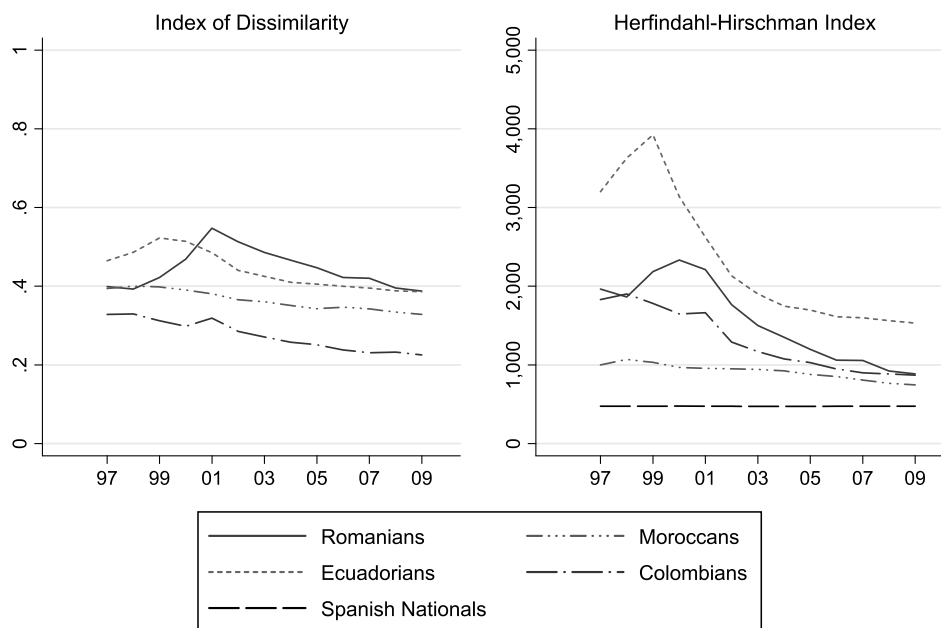 Index of Dissimilarity
1
.8
.6
.4
.2
0
97 99 01 03 05 07 09
Herfindahl-Hirschman Index
5,000
4,000
3,000
2,000
1,000
0
97 99 01 03 05 07 09
Romanians Moroccans
Ecuadorians Colombians
Spanish Nationals